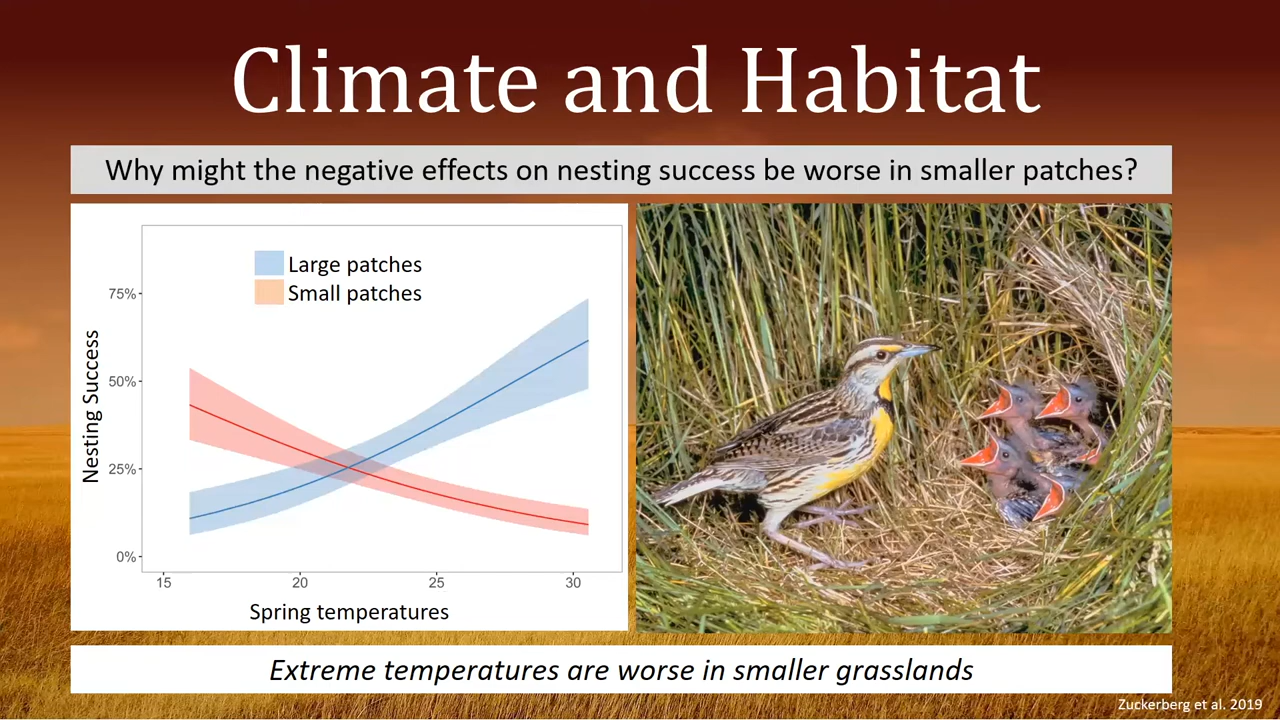 Climate and Habitat
Why might the negative effects on nesting success be worse in smaller patches?
Large patches
Small patches
75%
50%
25%
0%
Nesting Success
15 20 25 30
Spring temperatures
Extreme temperatures are worse in smaller grasslands
Zuckerberg et al. 2019